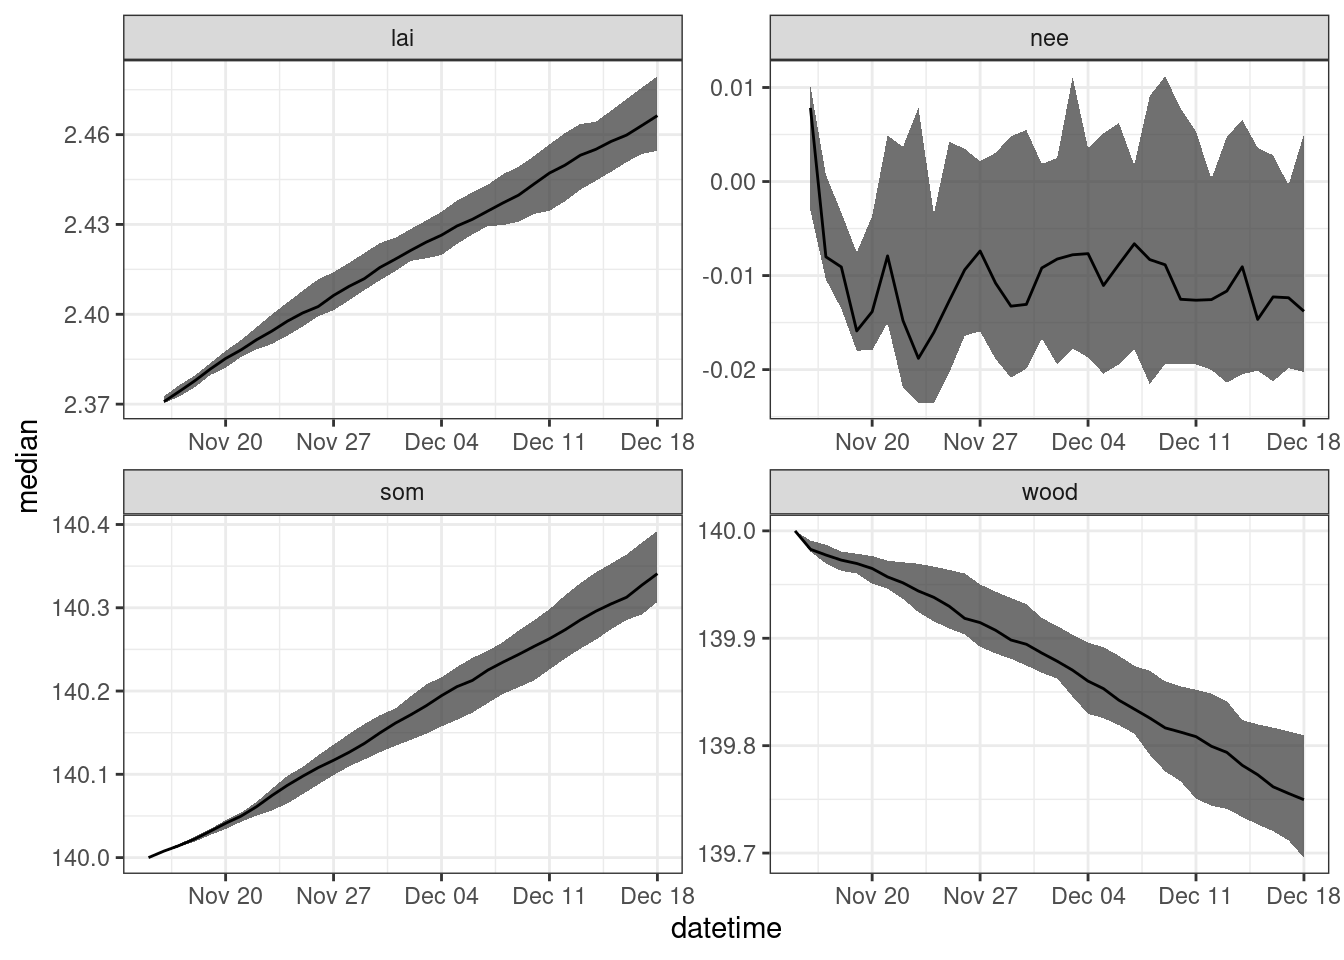 lai
nee
2.46
2.43
2.40
2.37
0.01
0.00
-0.01
-0.02
Nov 20 Nov 27 Dec 04 Dec 11 Dec 18
Nov 20 Nov 27 Dec 04 Dec 11 Dec 18
median
som
wood
140.4
140.3
140.2
140.1
140.0
140.0
139.9
139.8
139.7
Nov 20 Nov 27 Dec 04 Dec 11 Dec 18
Nov 20 Nov 27 Dec 04 Dec 11 Dec 18
datetime